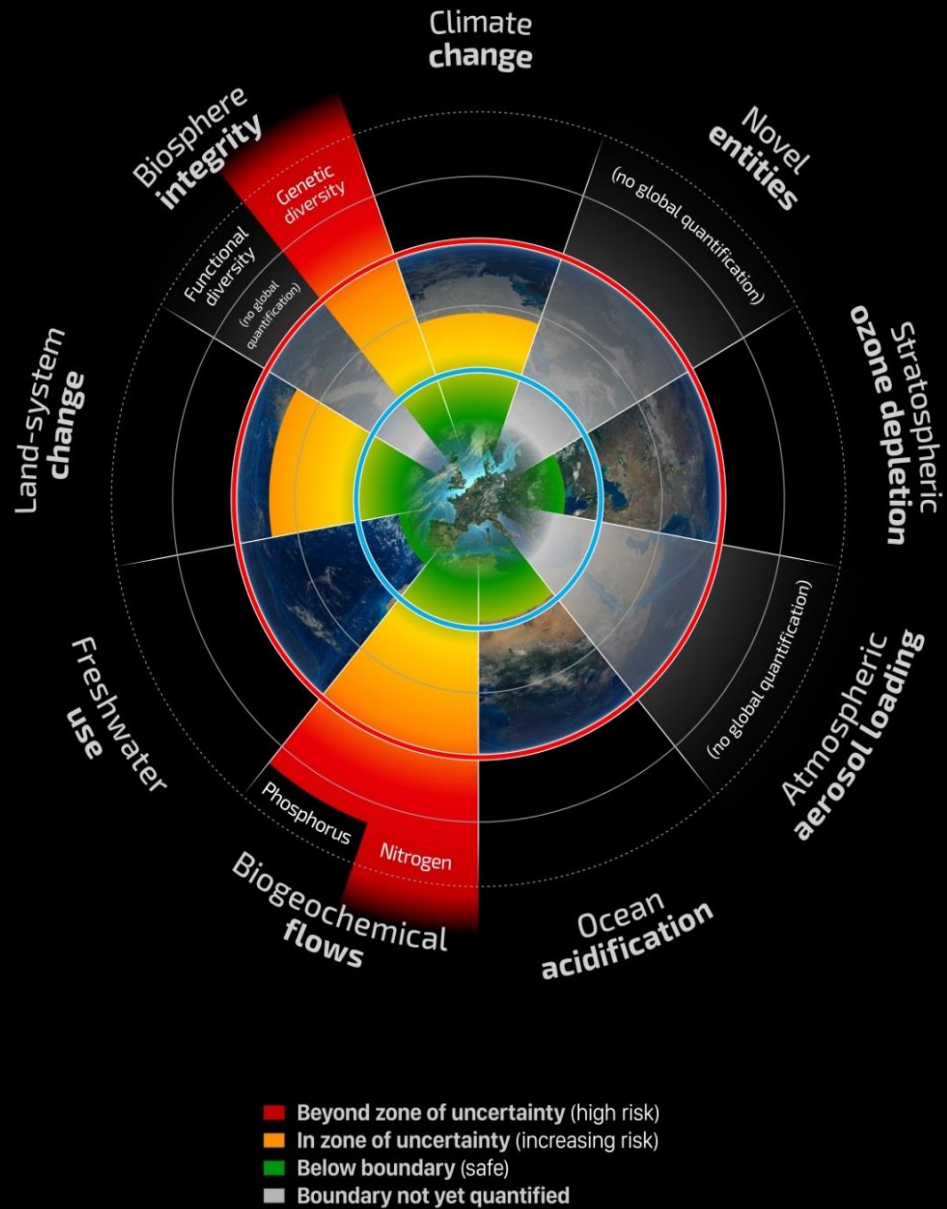 Climate
change
Novel
entities
(no global quantification)
Stratospheric
ozone depletion
Atmospheric
aerosol loading
(no global quantification)
Ocean
acidification
Biogeochemical
flows
Phosphorus
Nitrogen
Freshwater
use
Land-system
change
Biosphere
integrity
Functional
diversity
(no global
quantification)
Genetic
diversity
Beyond zone of uncertainty (high risk)
In zone of uncertainty (increasing risk)
Below boundary (safe)
Boundary not yet quantified